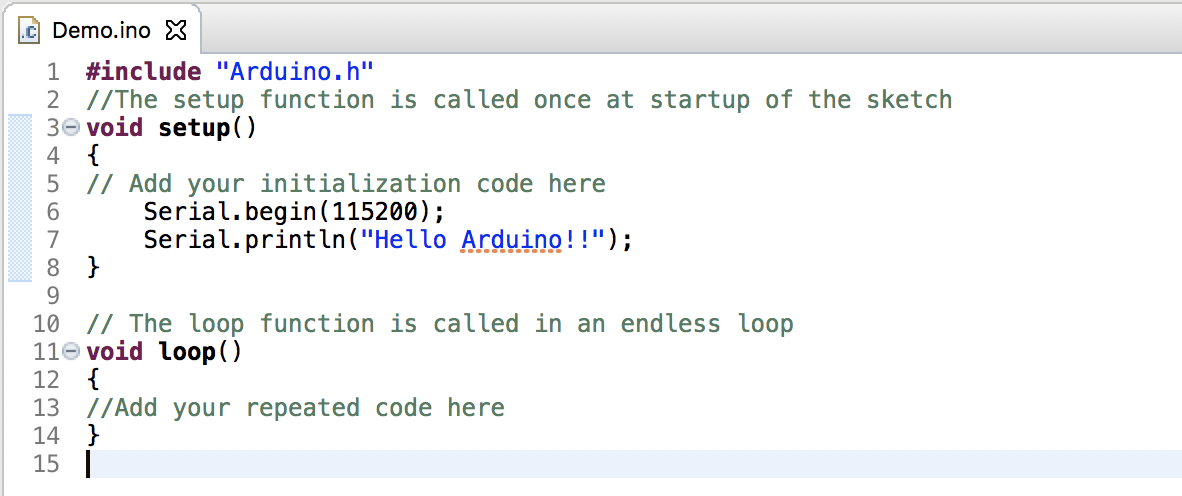 Demo.ino
1 #include "Arduino.h"
2 //The setup function is called once at startup of the sketch
3 void setup()
4 {
5 // Add your initialization code here
6     Serial.begin(115200);
7     Serial.println("Hello Arduino!!");
8 }
9
10 // The loop function is called in an endless loop
11 void loop()
12 {
13 //Add your repeated code here
14 }
15